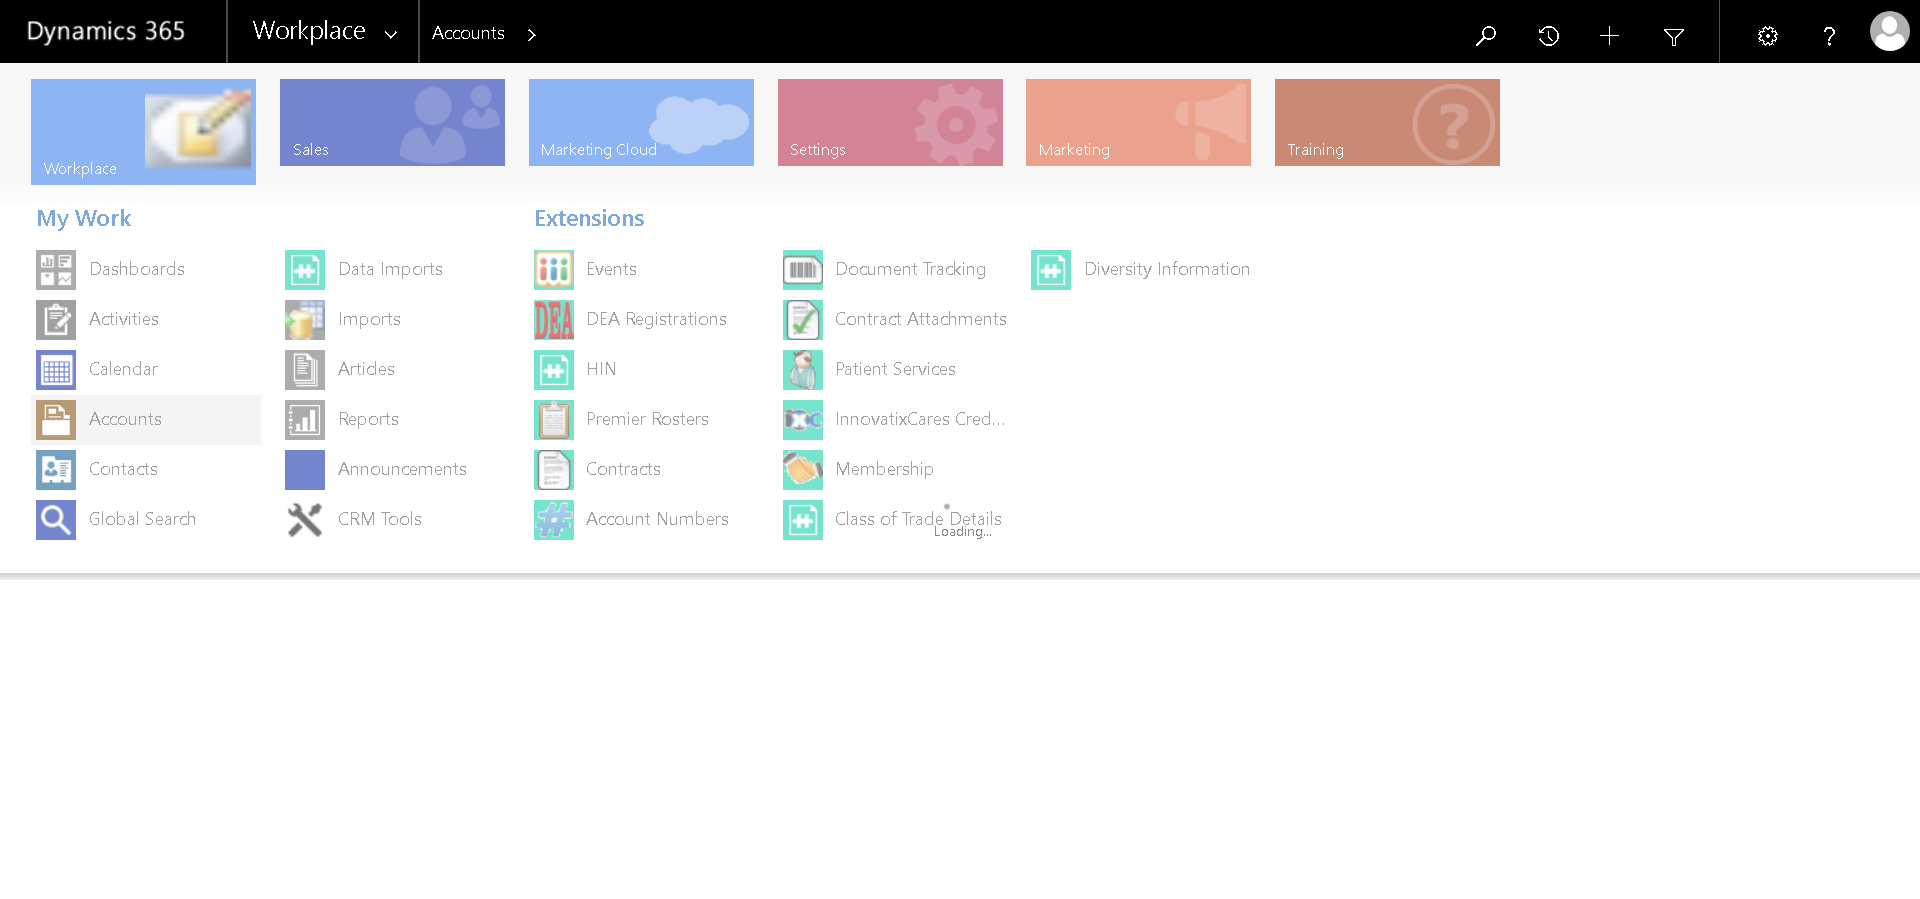 Dynamics 365
Workplace
Accounts
Workplace
Sales
Marketing Cloud
Settings
Marketing
Training
My Work
Extensions
Dashboards
Data Imports
Events
Document Tracking
Diversity Information
Activities
Imports
DEA
DEA Registrations
Contract Attachments
Calendar
Articles
HIN
Patient Services
Accounts
Reports
Premier Rosters
InnovatixCares Cred...
Contacts
Announcements
Contracts
Membership
Global Search
CRM Tools
Account Numbers
Class of Trade Details
Loading...